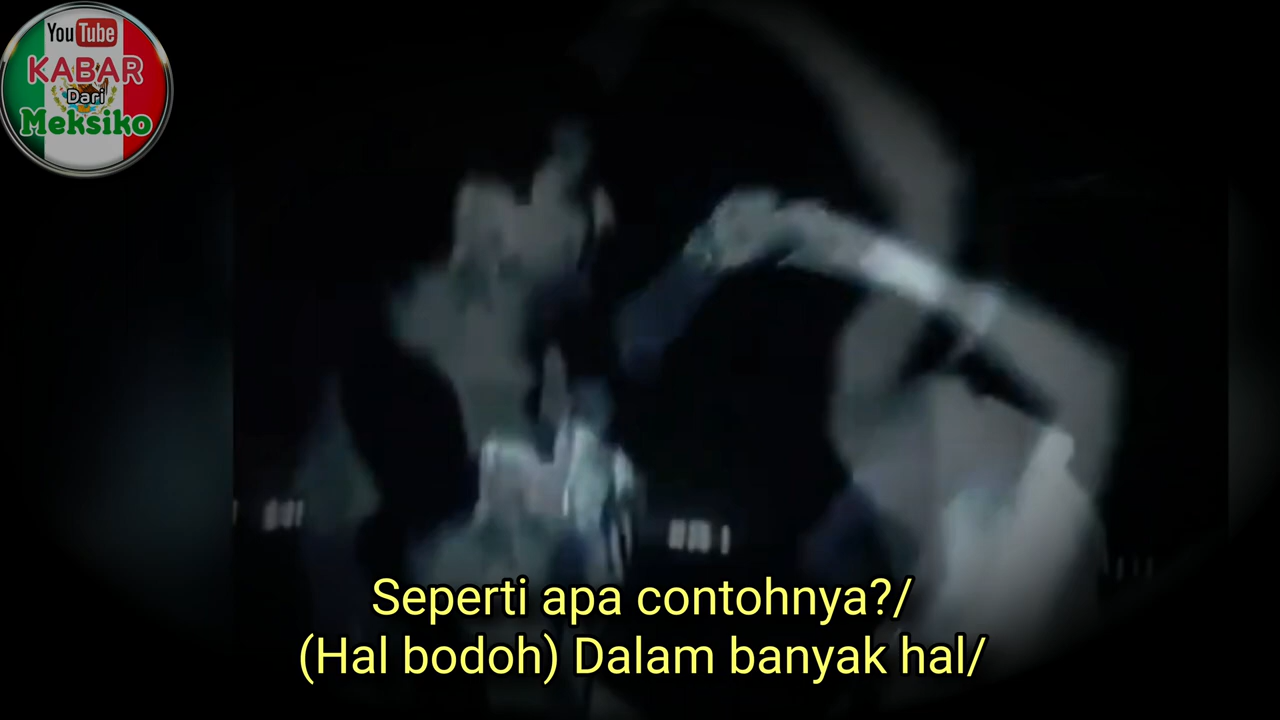 YouTube
KABAR
Dari
Meksiko
Seperti apa contohnya?/
(Hal bodoh) Dalam banyak hal/